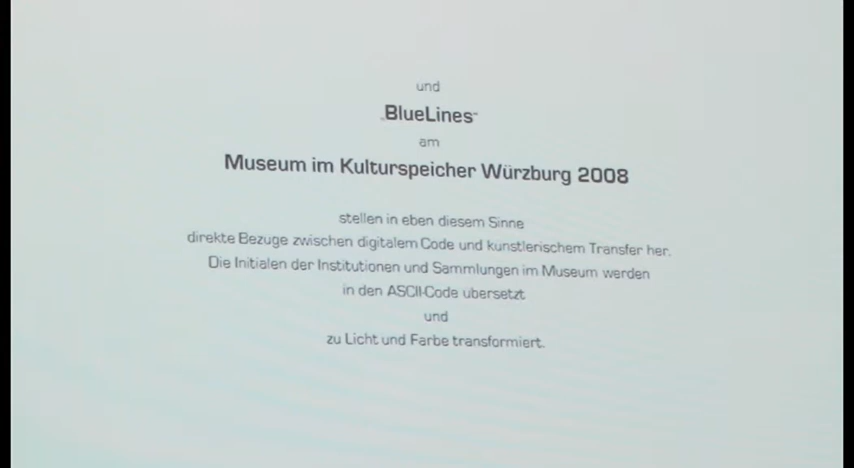 und
„BlueLines“
am
Museum im Kulturspeicher Würzburg 2008
stellen in eben diesem Sinne
direkte Bezuge zwischen digitalem Code und kunstlerischem Transfer her.
Die Initialen der Institutionen und Sammlungen im Museum werden
in den ASCII-Code ubersetzt
und
zu Licht und Farbe transformiert.